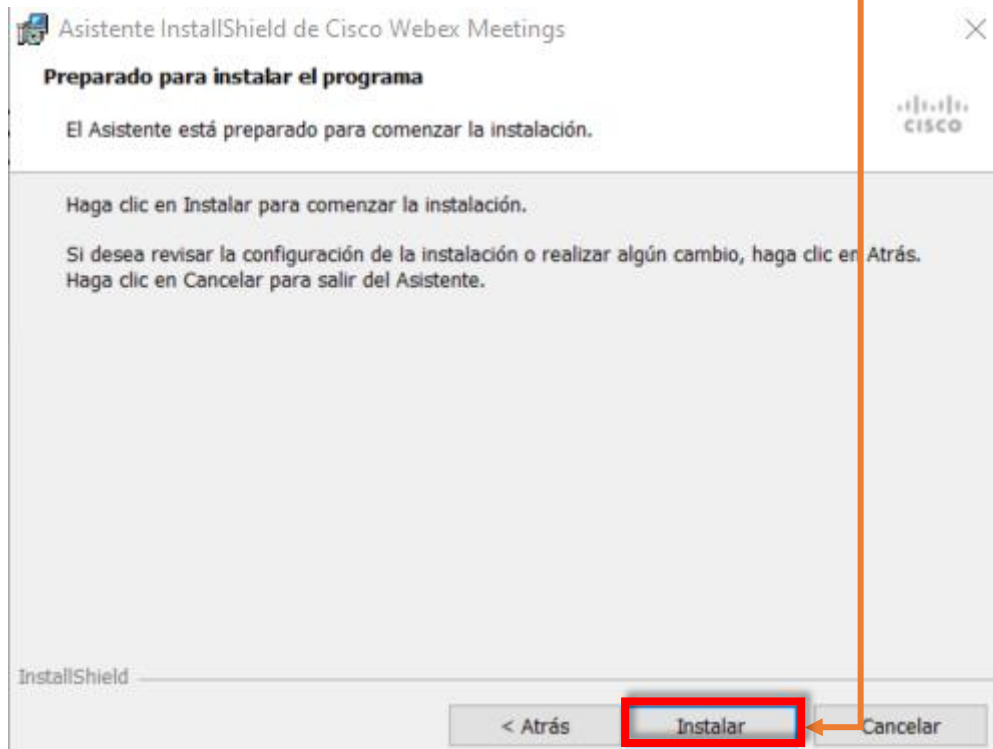 Asistente InstallShield de Cisco Webex Meetings
Preparado para instalar el programa
El Asistente está preparado para comenzar la instalación.
CISCO
Haga clic en Instalar para comenzar la instalación.
Si desea revisar la configuración de la instalación o realizar algún cambio, haga clic en Atrás.
Haga clic en Cancelar para salir del Asistente.
InstallShield
< Atrás
Instalar
Cancelar